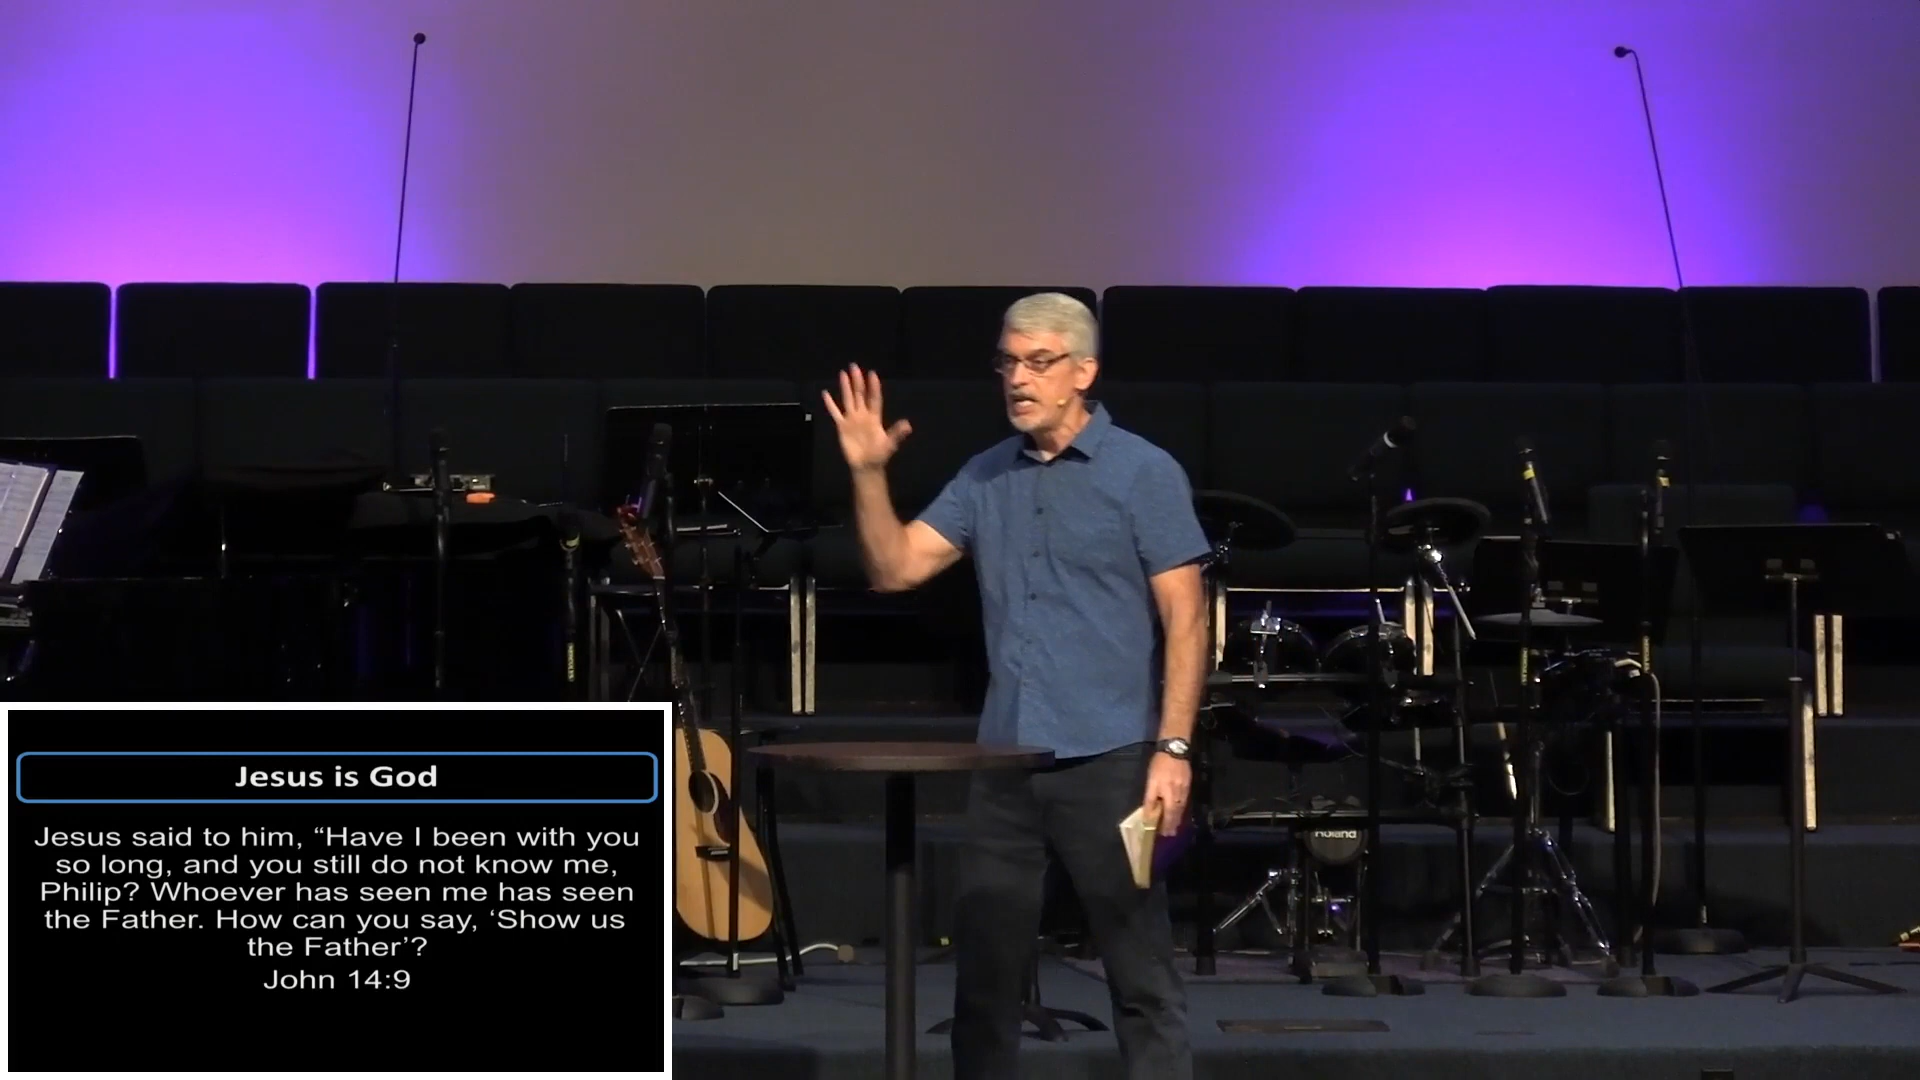 Jesus is God
Jesus said to him, “Have I been with you
so long, and you still do not know me,
Philip? Whoever has seen me has seen
the Father. How can you say, ‘Show us
the Father’?
John 14:9
Roland